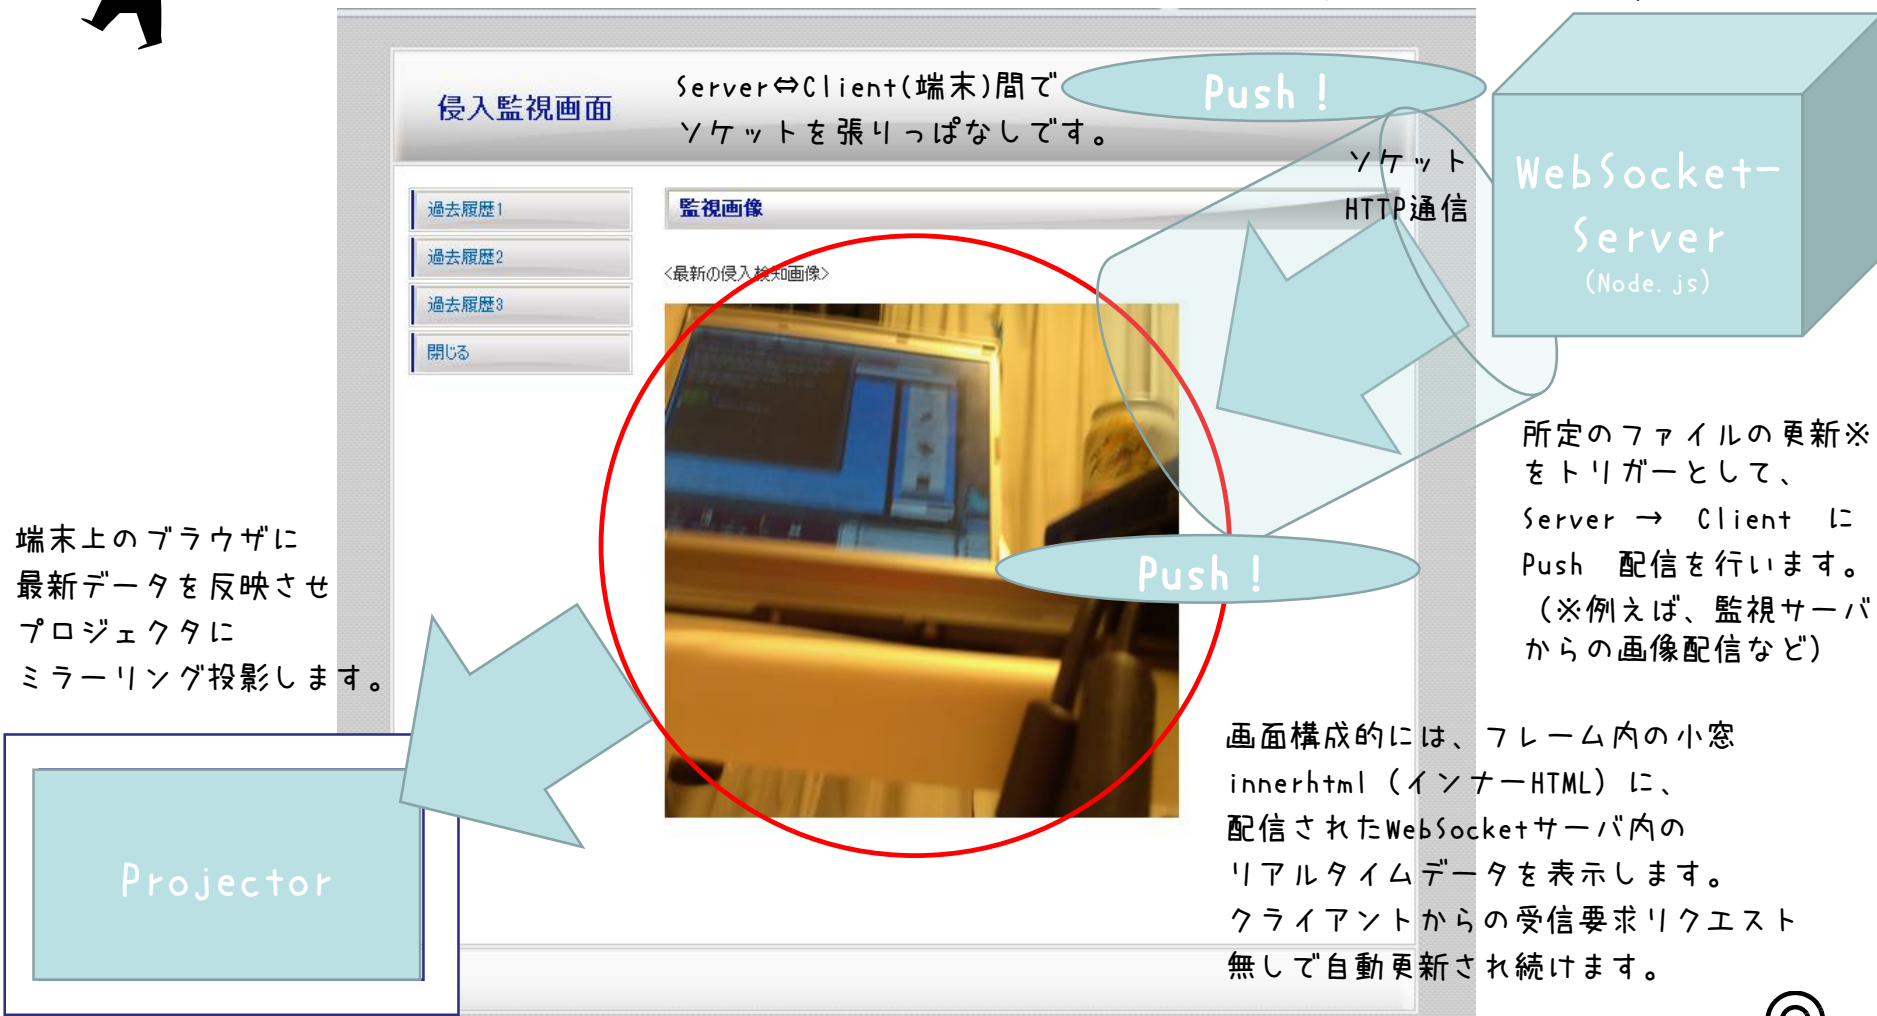 侵入監視画面
Server⇔Client(端末)間で
ソケットを張りっぱなしです。
Push！
ソケット
HTTP通信
WebSocketー
Server
(Node.js)
過去履歴1
過去履歴2
過去履歴3
閉じる
監視画像
<最新の侵入検知画像>
所定のファイルの更新※
をトリガーとして、
Server → Client に
Push 配信を行います。
(※例えば、監視サーバ
からの画像配信など)
Push！
端末上のブラウザに
最新データを反映させ
プロジェクタに
ミラーリング投影します。
Projector
画面構成的には、フレーム内の小窓
innerhtml (インナーHTML) に、
配信されたWebSocketサーバ内の
リアルタイムデータを表示します。
クライアントからの受信要求リクエスト
無しで自動更新され続けます。